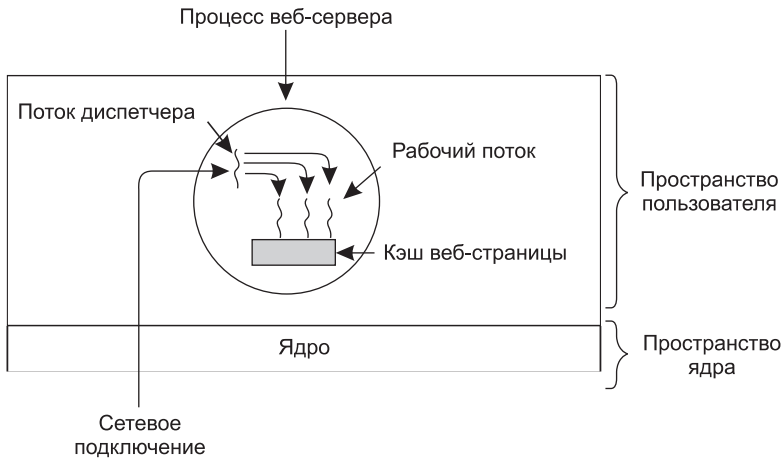 Процесс веб-сервера
Поток диспетчера
Рабочий поток
Пространство
пользователя
Кэш веб-страницы
Ядро
Пространство
ядра
Сетевое
подключение